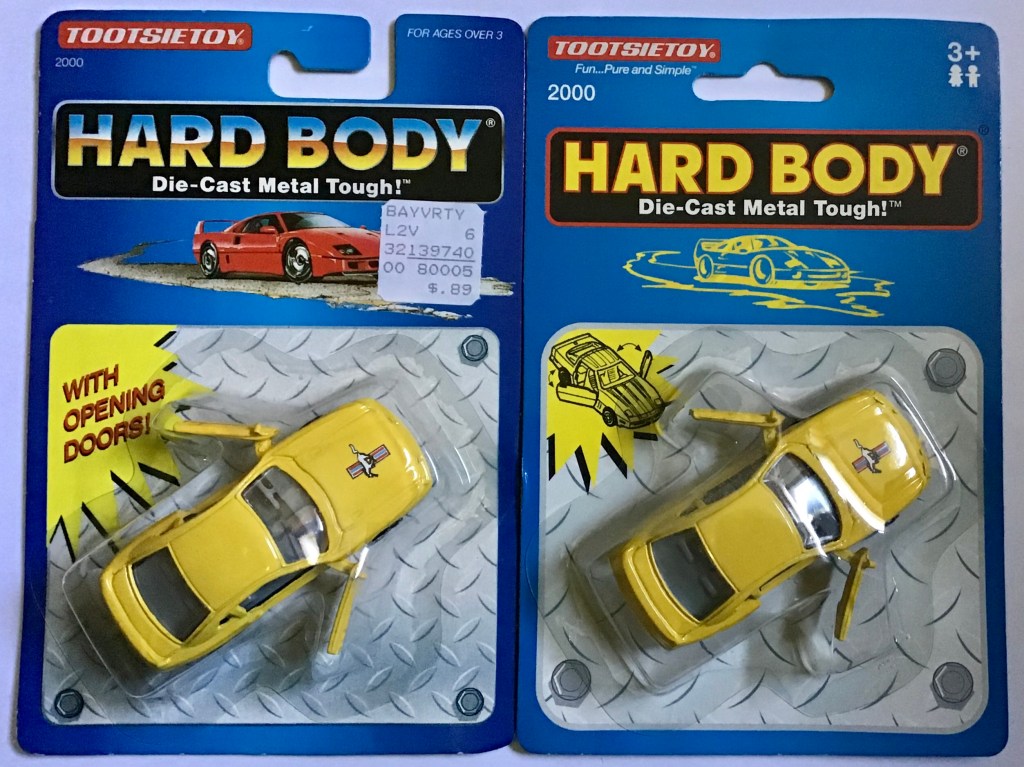 TOOTSIETOY®
FOR AGES OVER 3
2000
HARD BODY®
Die-Cast Metal Tough!™
BAYVRTY
L2V 6
32139740
00 80005
$.89
WITH
OPENING
DOORS!
TOOTSIETOY®
Fun...Pure and Simple™
3+
2000
HARD BODY®
Die-Cast Metal Tough!™